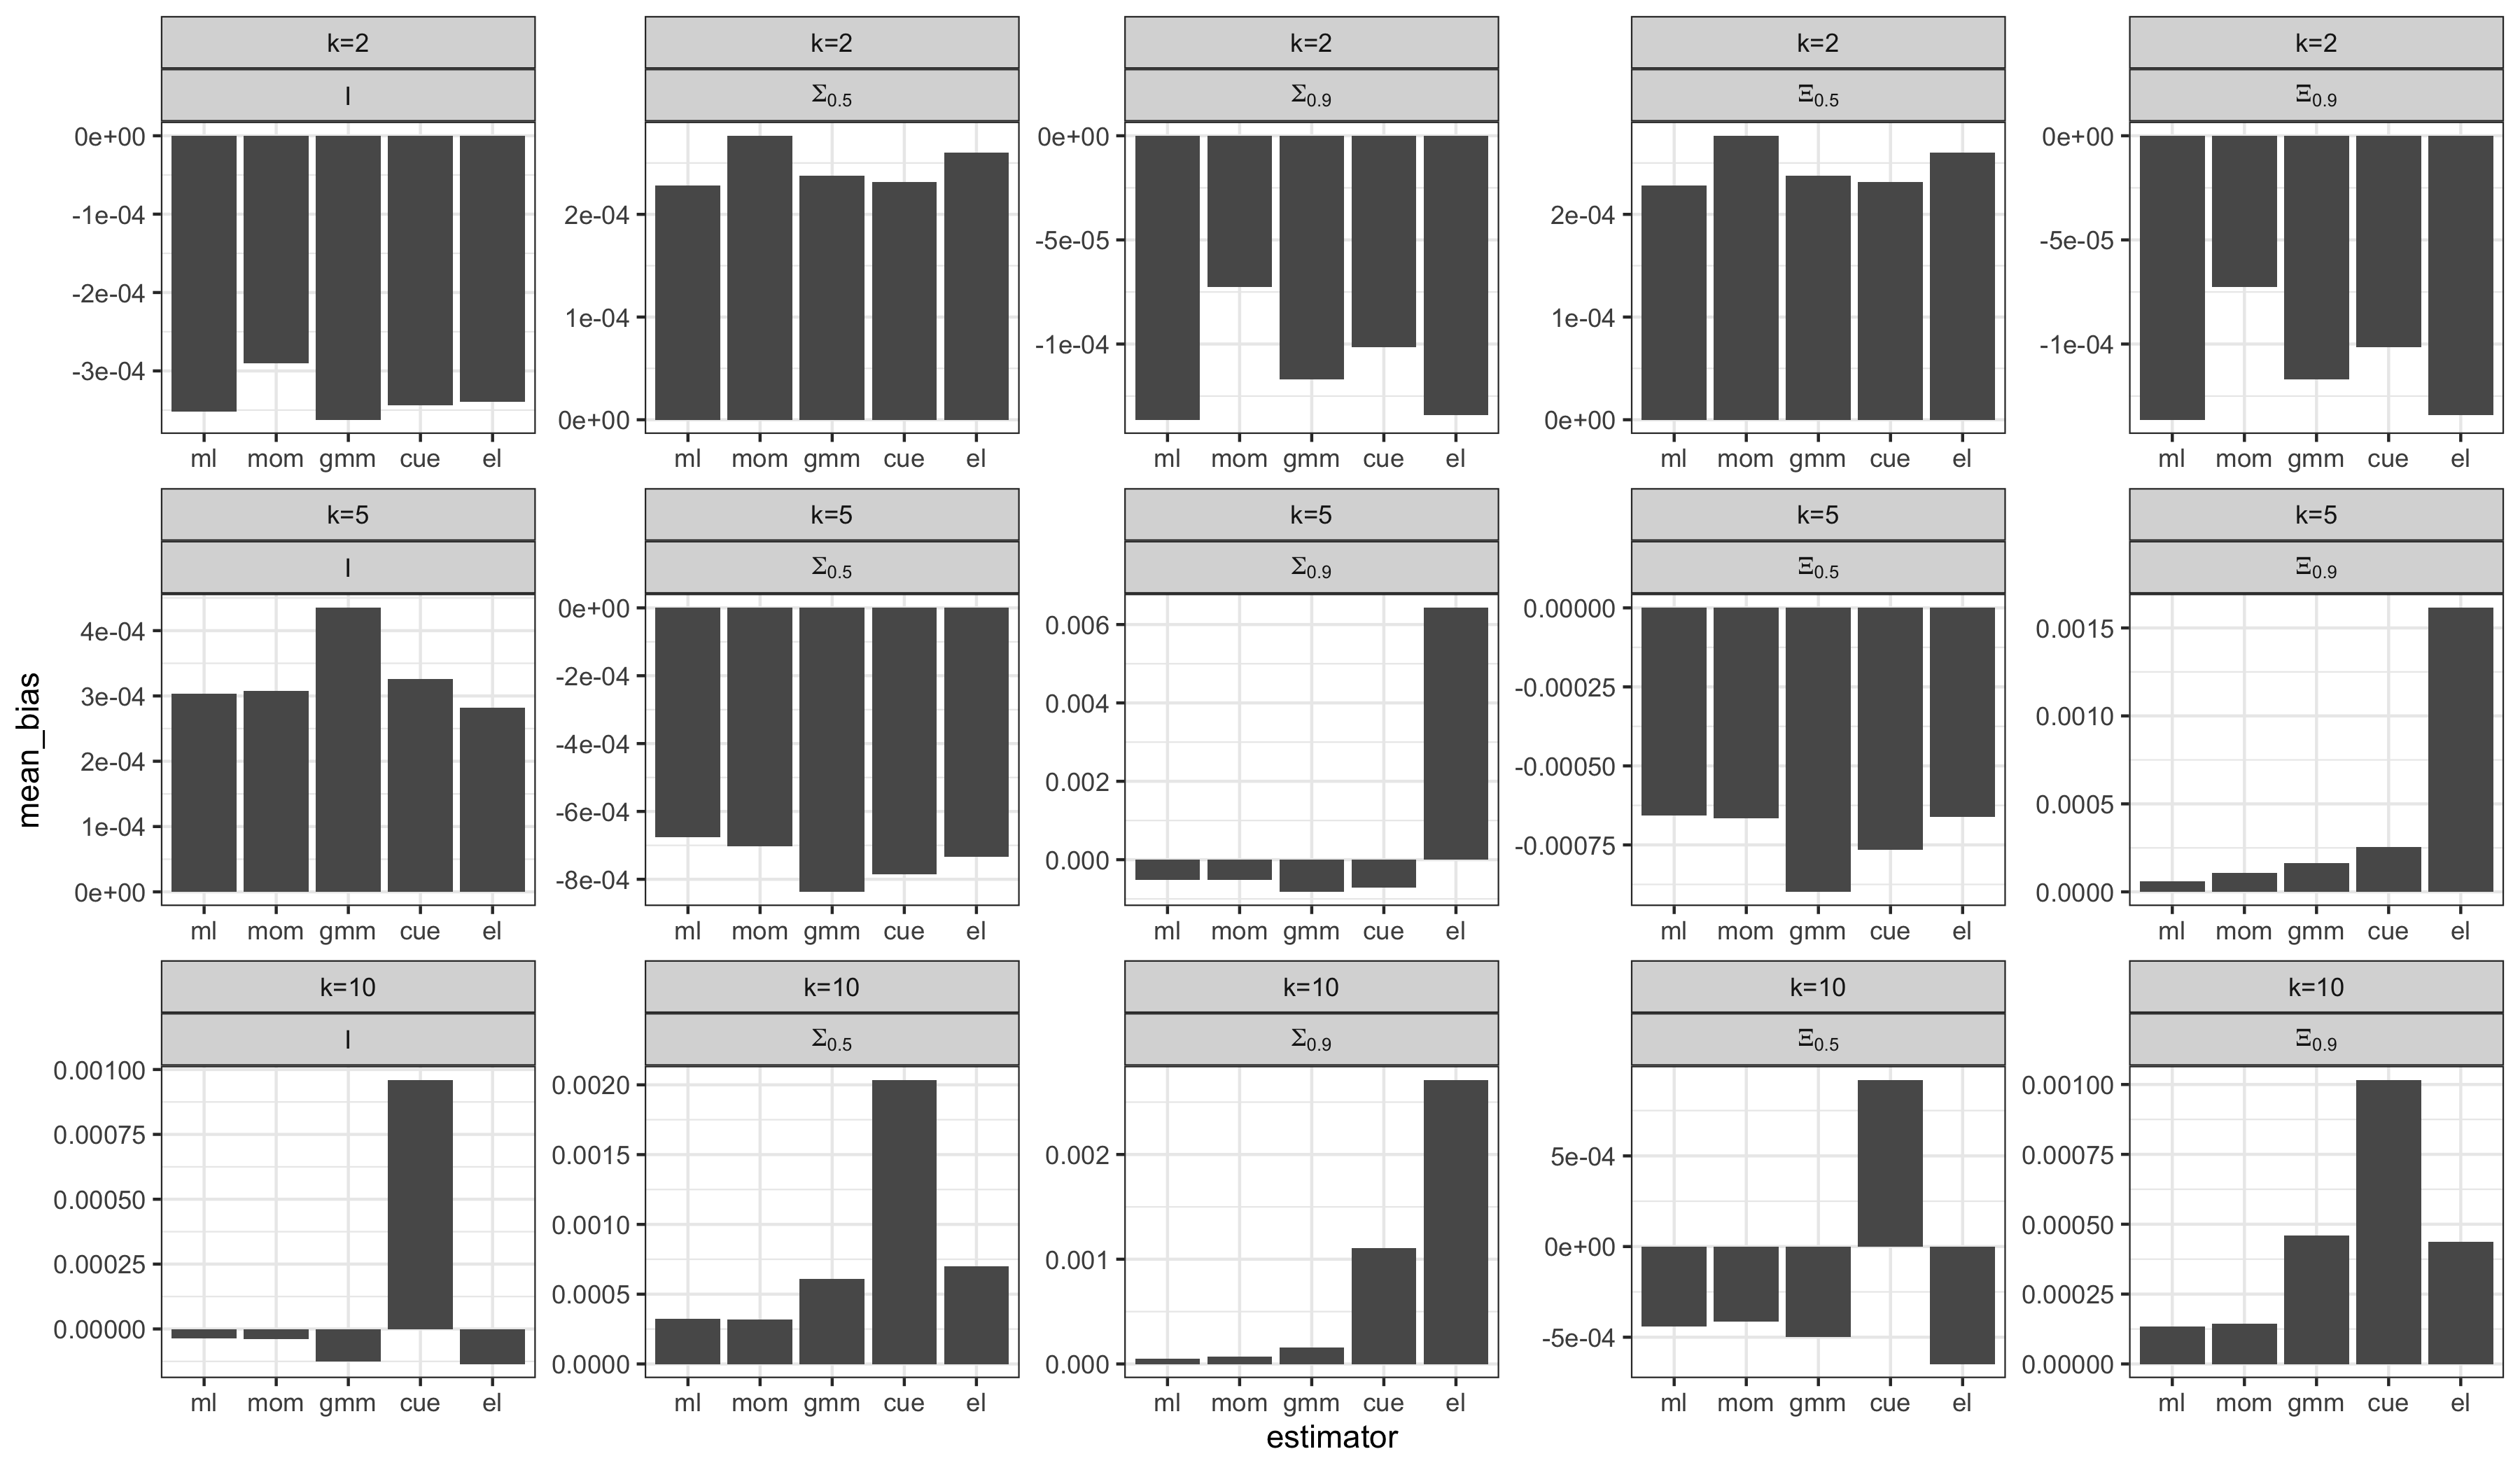 k=2 k=2 k=2 k=2 k=2
I Σ0.5 Σ0.9 Ξ0.5 Ξ0.9
0e+00
-1e-04
-2e-04
-3e-04
2e-04
1e-04
0e+00
0e+00
-5e-05
-1e-04
2e-04
1e-04
0e+00
0e+00
-5e-05
-1e-04
ml mom gmm cue el ml mom gmm cue el ml mom gmm cue el ml mom gmm cue el ml mom gmm cue el
k=5 k=5 k=5 k=5 k=5
I Σ0.5 Σ0.9 Ξ0.5 Ξ0.9
mean_bias
4e-04
3e-04
2e-04
1e-04
0e+00
0e+00
-2e-04
-4e-04
-6e-04
-8e-04
0.006
0.004
0.002
0.000
0.00000
-0.00025
-0.00050
-0.00075
0.0015
0.0010
0.0005
0.0000
ml mom gmm cue el ml mom gmm cue el ml mom gmm cue el ml mom gmm cue el ml mom gmm cue el
k=10 k=10 k=10 k=10 k=10
I Σ0.5 Σ0.9 Ξ0.5 Ξ0.9
0.00100
0.00075
0.00050
0.00025
0.00000
0.0020
0.0015
0.0010
0.0005
0.0000
0.002
0.001
0.000
5e-04
0e+00
-5e-04
0.00100
0.00075
0.00050
0.00025
0.00000
ml mom gmm cue el ml mom gmm cue el ml mom gmm cue el ml mom gmm cue el ml mom gmm cue el
estimator